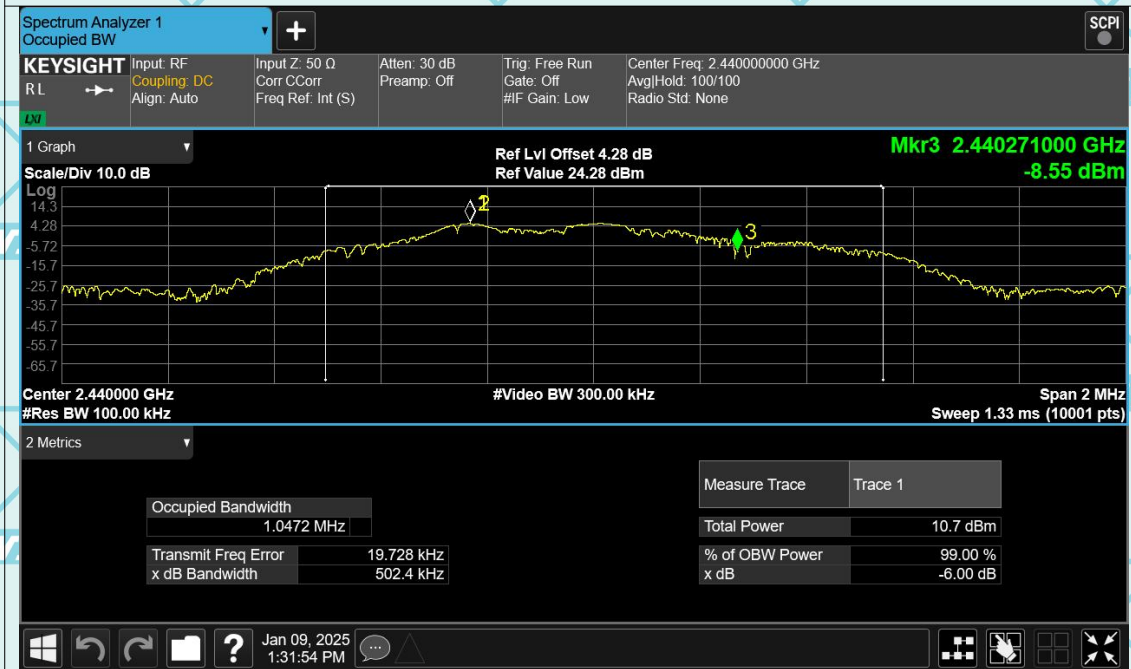 Spectrum Analyzer 1
Occupied BW
+
SCPI
KEYSIGHT
RL
LXI
Input: RF
Coupling: DC
Align: Auto
Input Z: 50 Ω
Corr CCorr
Freq Ref: Int (S)
Atten: 30 dB
Preamp: Off
Trig: Free Run
Gate: Off
#IF Gain: Low
Center Freq: 2.440000000 GHz
Avg|Hold: 100/100
Radio Std: None
1 Graph
Scale/Div 10.0 dB
Ref Lvl Offset 4.28 dB
Ref Value 24.28 dBm
Mkr3 2.440271000 GHz
-8.55 dBm
Log
14.3
4.28
-5.72
-15.7
-25.7
-35.7
-45.7
-55.7
-65.7
2
3
Center 2.440000 GHz
#Res BW 100.00 kHz
#Video BW 300.00 kHz
Span 2 MHz
Sweep 1.33 ms (10001 pts)
2 Metrics
Occupied Bandwidth
1.0472 MHz
Transmit Freq Error 19.728 kHz
x dB Bandwidth 502.4 kHz
Measure Trace Trace 1
Total Power 10.7 dBm
% of OBW Power 99.00 %
x dB -6.00 dB
?
Jan 09, 2025
1:31:54 PM